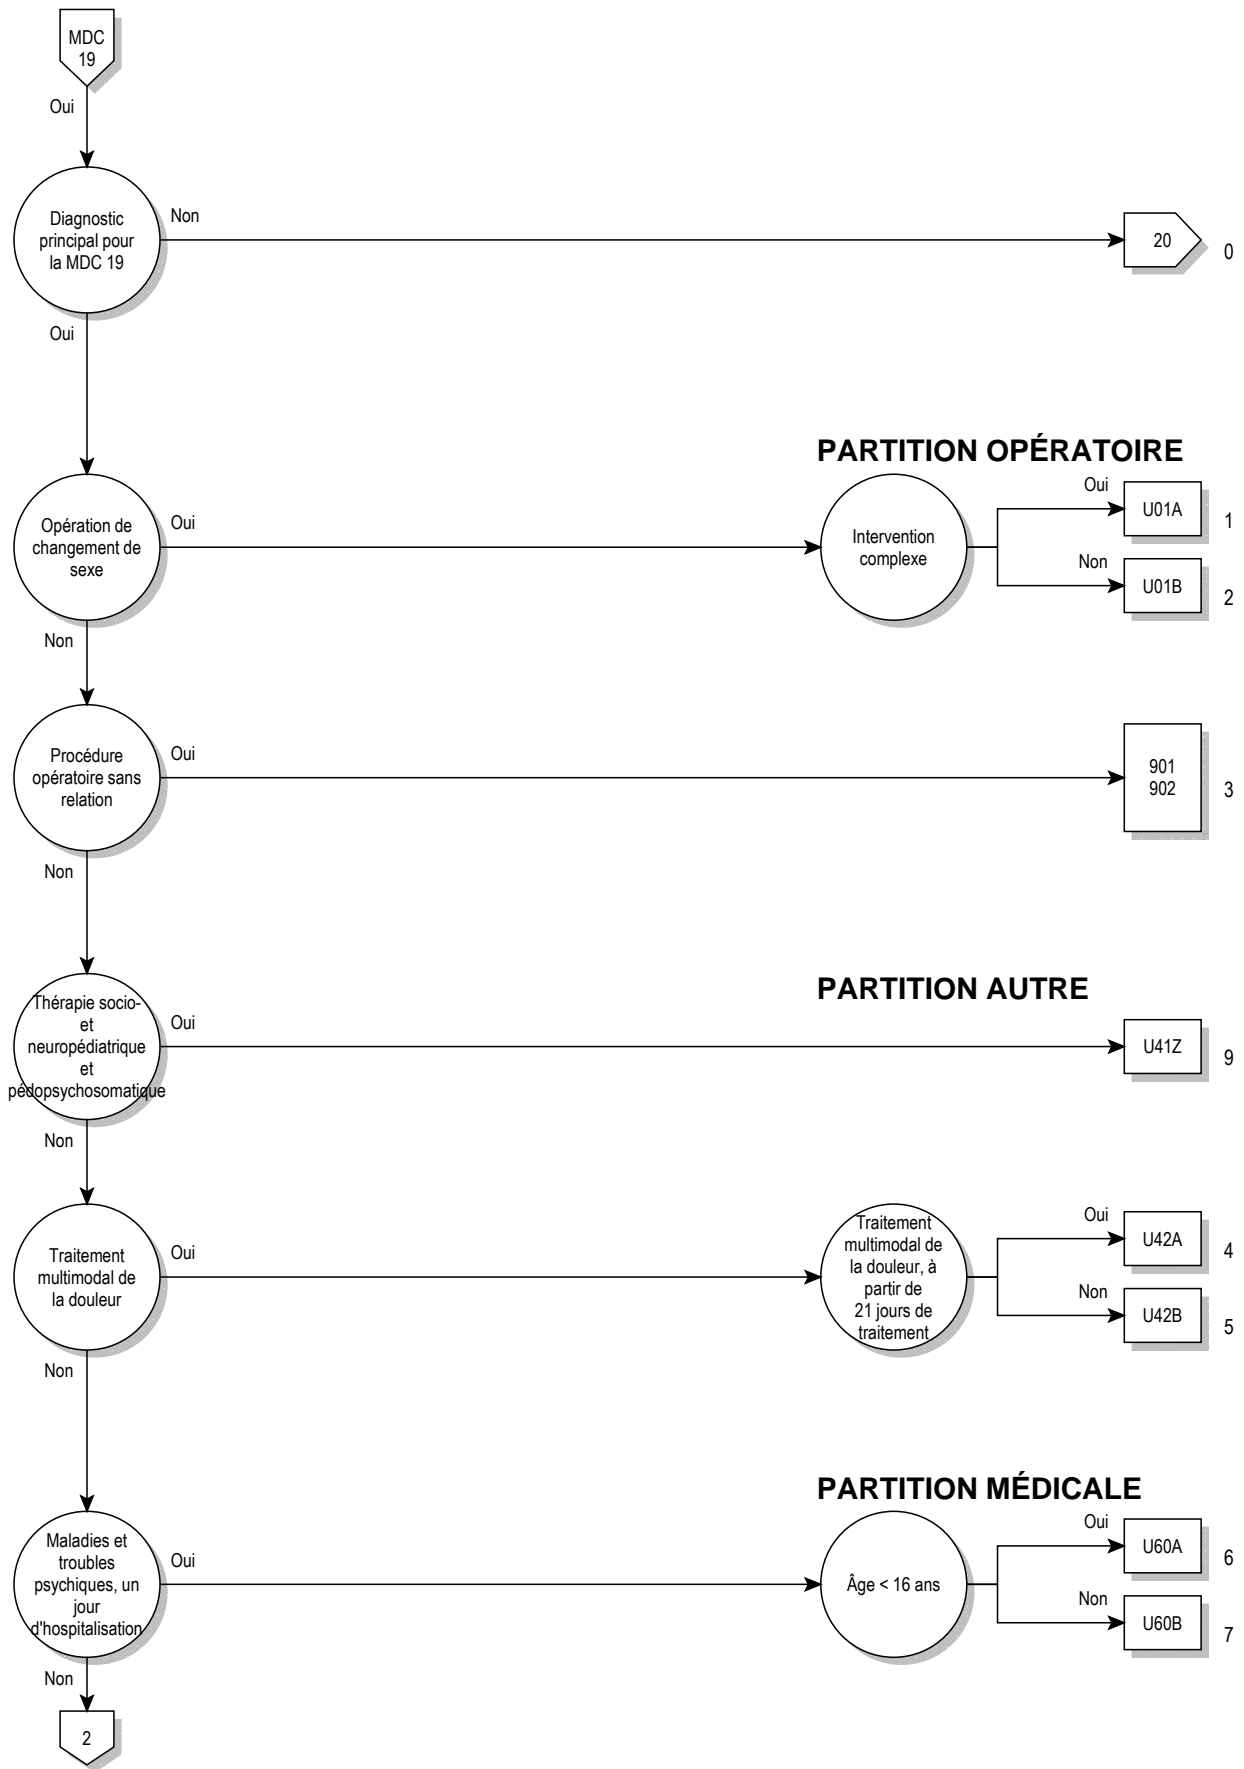 MDC
19
Oui
Diagnostic
principal pour
la MDC 19
Non
20
0
Oui
PARTITION OPÉRATOIRE
Opération de
changement de
sexe
Oui
Intervention
complexe
Oui
U01A
1
Non
U01B
2
Non
Procédure
opératoire sans
relation
Oui
901
902
3
Non
PARTITION AUTRE
Thérapie socio-
et
neuropédiatrique
et
pédopsychosomatique
Oui
U41Z
9
Non
Traitement
multimodal de
la douleur
Oui
Traitement
multimodal de
la douleur, à
partir de
21 jours de
traitement
Oui
U42A
4
Non
U42B
5
Non
PARTITION MÉDICALE
Maladies et
troubles
psychiques, un
jour
d'hospitalisation
Oui
Âge < 16 ans
Oui
U60A
6
Non
U60B
7
Non
2